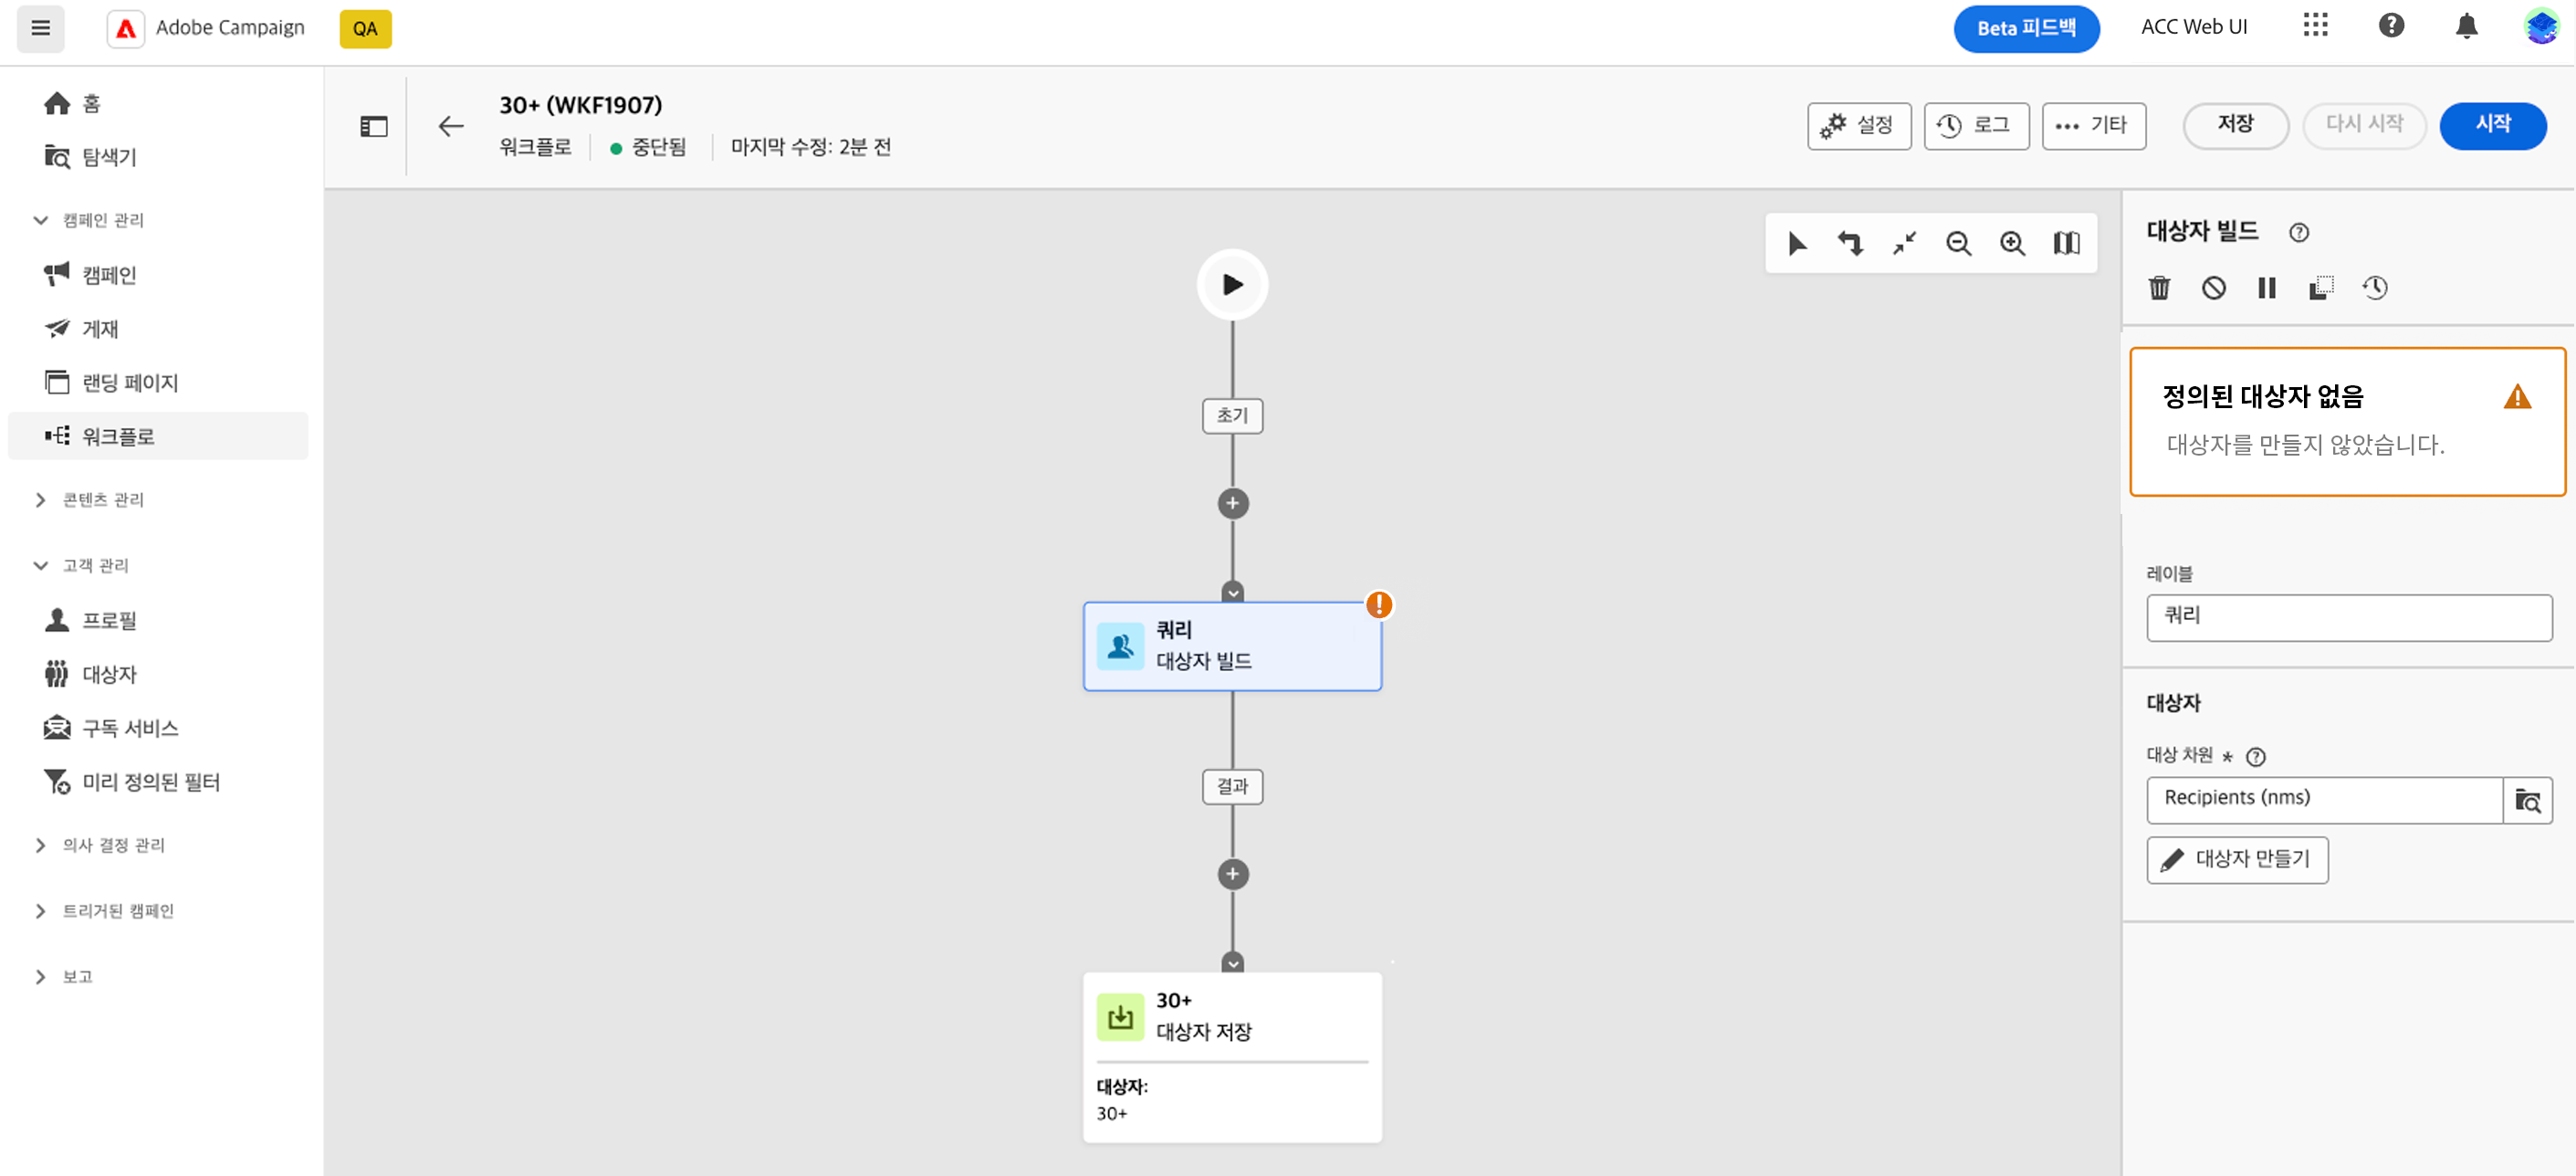 Adobe Campaign
QA
Beta 피드백
ACC Web UI
홈
탐색기
캠페인 관리
캠페인
게재
랜딩 페이지
워크플로
콘텐츠 관리
고객 관리
프로필
대상자
구독 서비스
미리 정의된 필터
의사 결정 관리
트리거된 캠페인
보고
30+ (WKF1907)
워크플로
중단됨
마지막 수정: 2분 전
설정
로그
기타
저장
다시 시작
시작
초기
쿼리
대상자 빌드
결과
30+
대상자 저장
대상자:
30+
대상자 빌드
정의된 대상자 없음
대상자를 만들지 않았습니다.
레이블
쿼리
대상자
대상 차원 *
Recipients (nms)
대상자 만들기